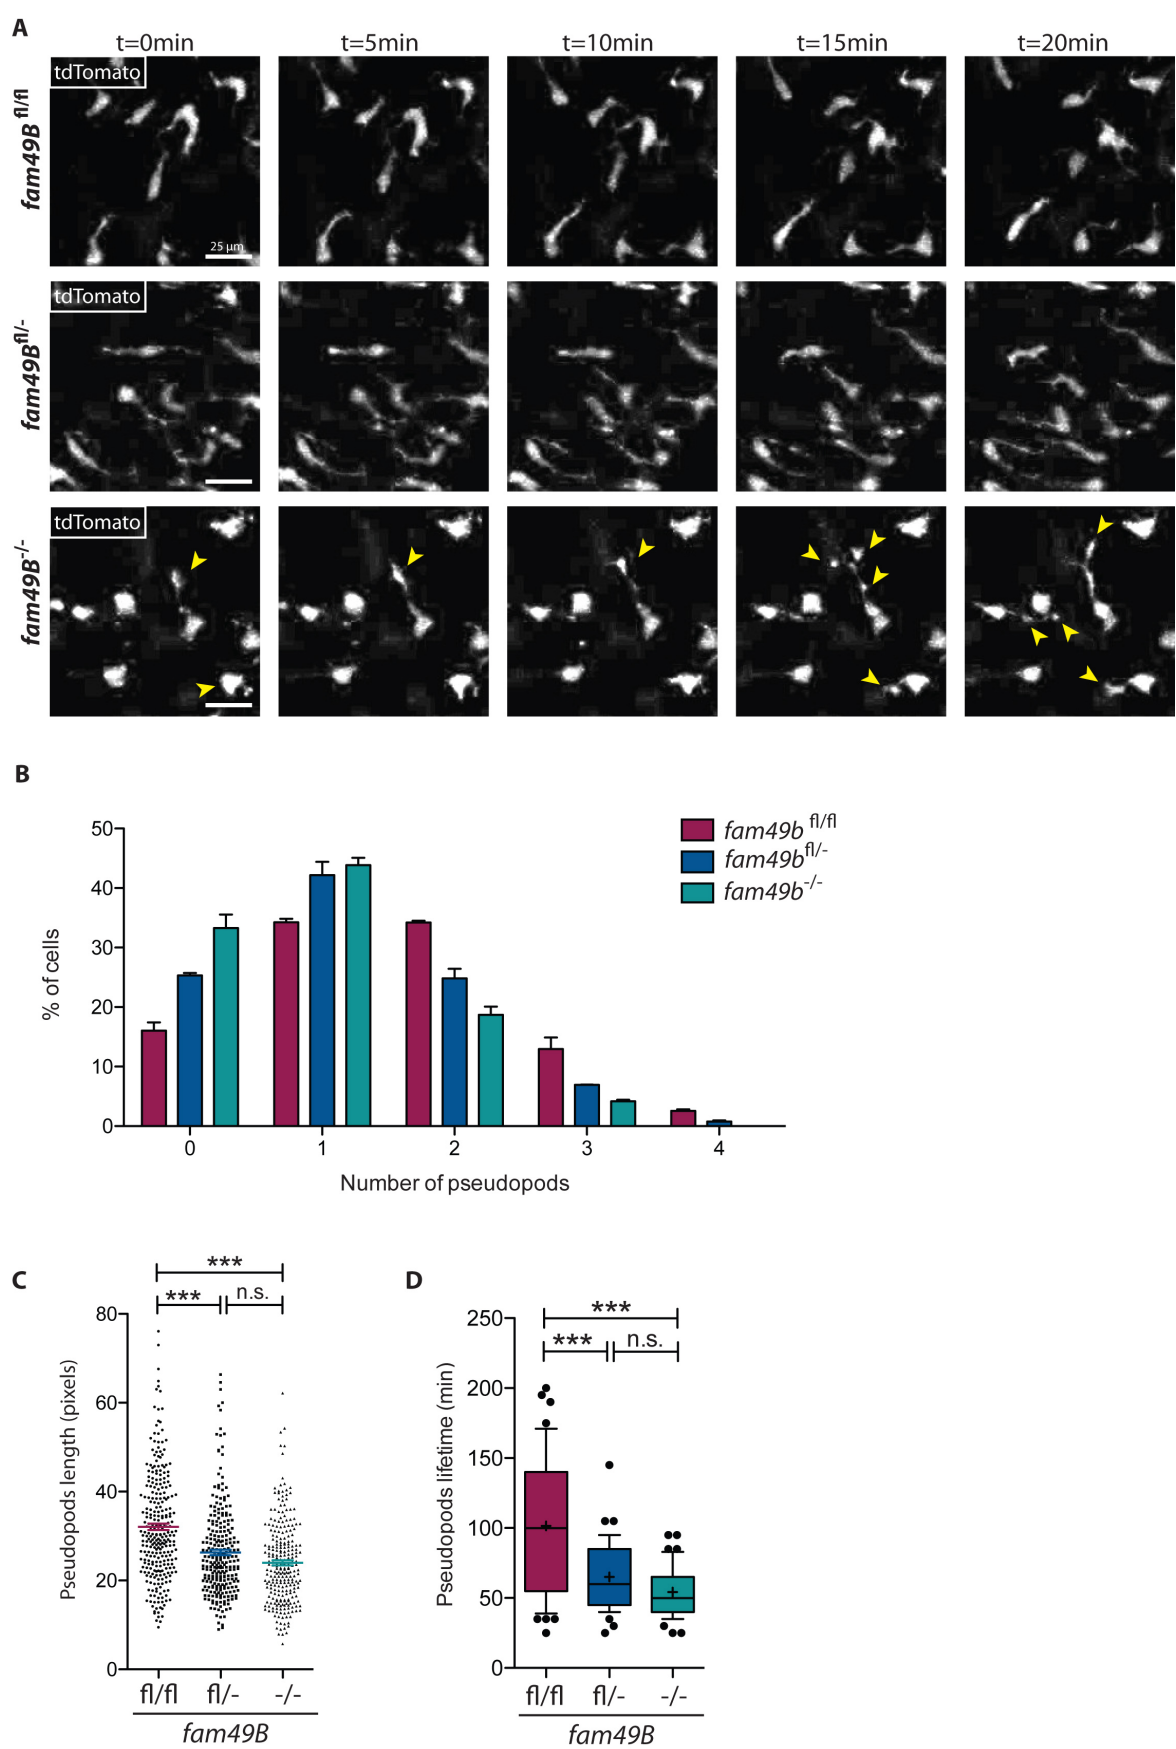 A
t=0min t=5min t=10min t=15min t=20min
fam49B fl/fl
tdTomato
25 µm
fam49B fl/-
tdTomato
fam49B -/-
tdTomato
B
50
40
30
20
10
0
% of cells
0 1 2 3 4
Number of pseudopods
fam49b fl/fl
fam49b fl/-
fam49b -/-
C
***
*** n.s.
80
60
40
20
0
Pseudopods length (pixels)
fl/fl fl/- -/-
fam49B
D
***
*** n.s.
250
200
150
100
50
0
Pseudopods lifetime (min)
fl/fl fl/- -/-
fam49B